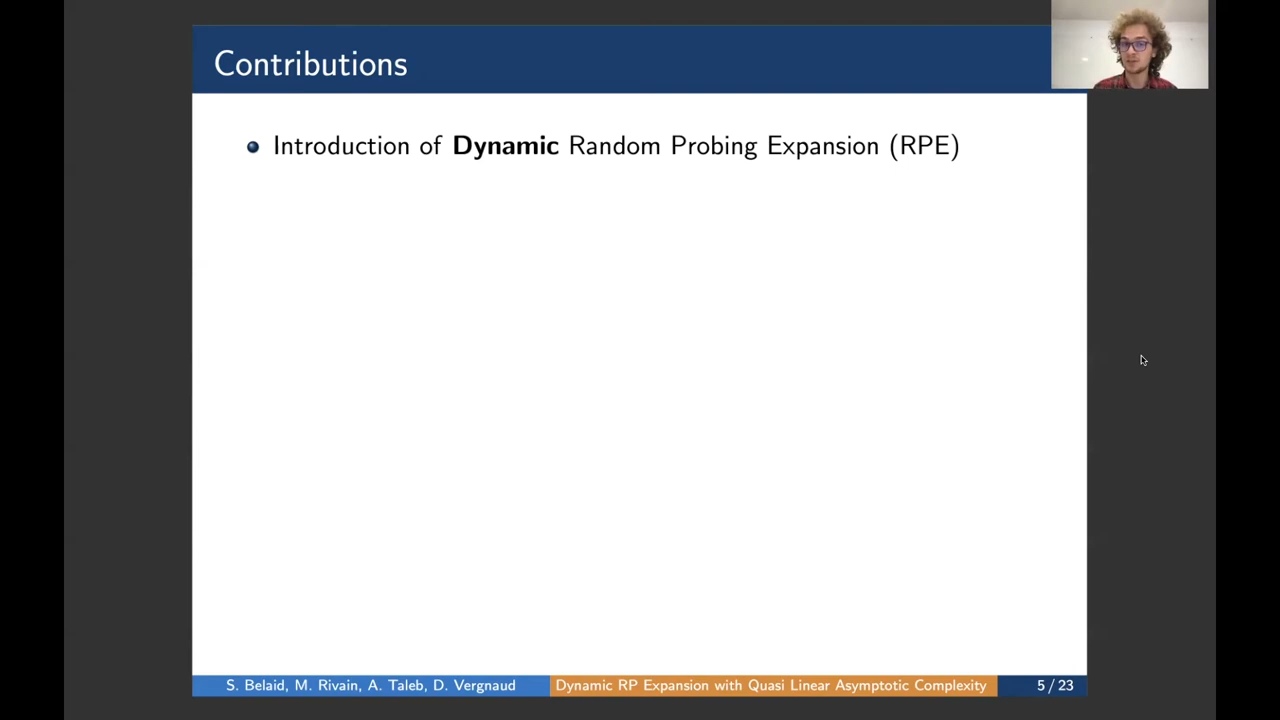 Contributions
Introduction of Dynamic Random Probing Expansion (RPE)
S. Belaid, M. Rivain, A. Taleb, D. Vergnaud
Dynamic RP Expansion with Quasi Linear Asymptotic Complexity
5 / 23